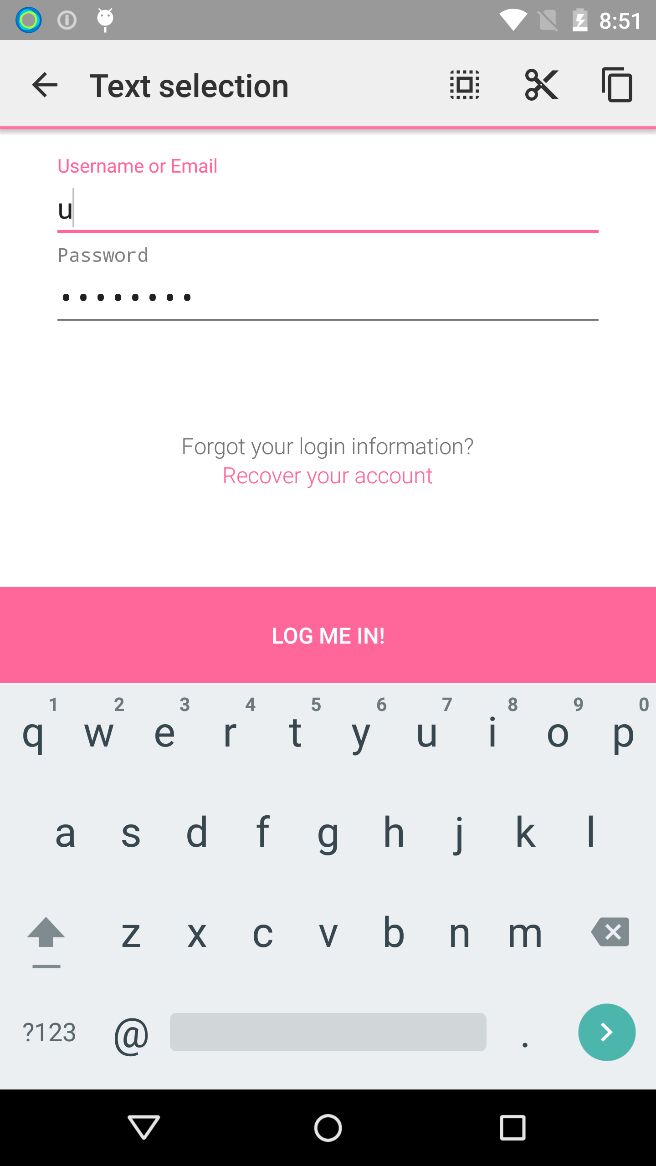 8:51
Text selection
Username or Email
u
Password
••••••••
Forgot your login information?
Recover your account
LOG ME IN!
1 2 3 4 5 6 7 8 9 0
q w e r t y u i o p
a s d f g h j k l
z x c v b n m
?123 @ .